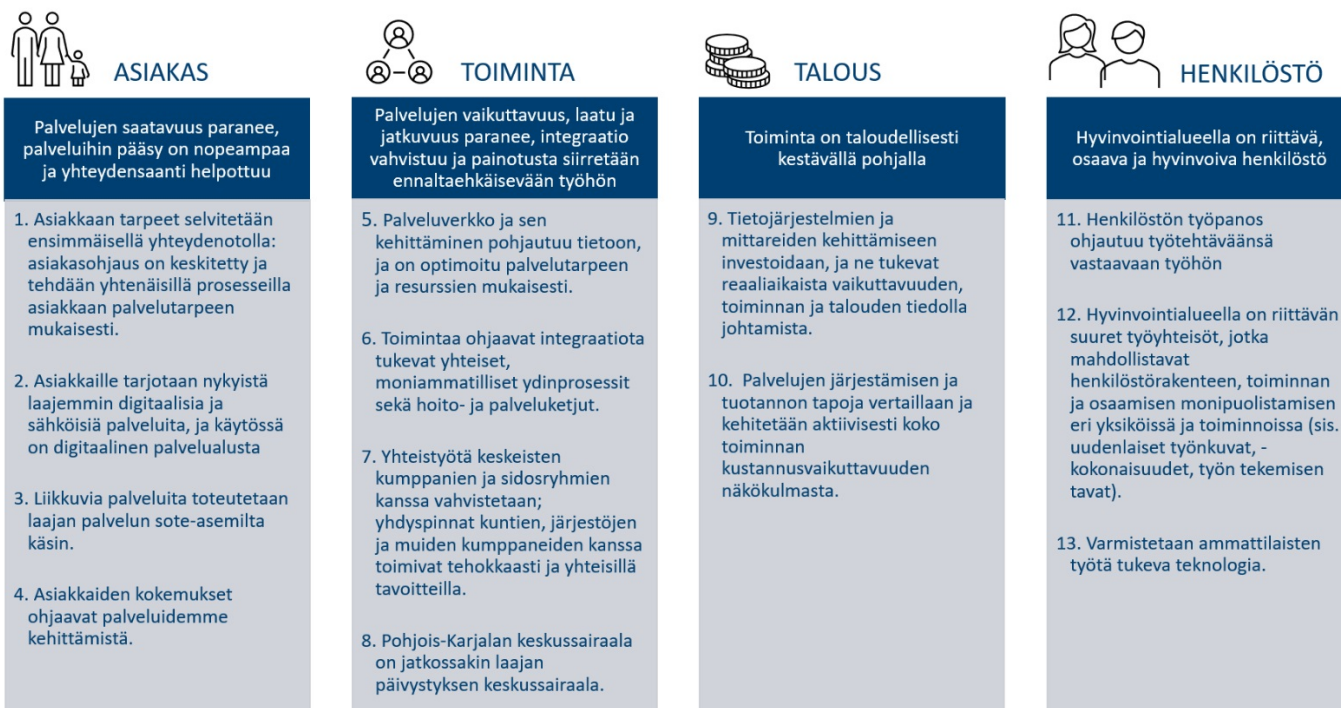 ASIAKAS
Palvelujen saatavuus paranee,
palveluihin pääsy on nopeampaa
ja yhteydensaanti helpottuu
1. Asiakkaan tarpeet selvitetään
ensimmäisellä yhteydenotolla:
asiakasohjaus on keskitetty ja
tehdään yhtenäisillä prosesseilla
asiakkaan palvelutarpeen
mukaisesti.
2. Asiakkaille tarjotaan nykyistä
laajemmin digitaalisia ja
sähköisiä palveluita, ja käytössä
on digitaalinen palvelualusta
3. Liikkuvia palveluita toteutetaan
laajan palvelun sote-asemilta
käsin.
4. Asiakkaiden kokemukset
ohjaavat palveluidemme
kehittämistä.
TOIMINTA
Palvelujen vaikuttavuus, laatu ja
jatkuvuus paranee, integraatio
vahvistuu ja painotusta siirretään
ennaltaehkäisevään työhön
5. Palveluverkko ja sen
kehittäminen pohjautuu tietoon,
ja on optimoitu palvelutarpeen
ja resurssien mukaisesti.
6. Toimintaa ohjaavat integraatiota
tukevat yhteiset,
moniammatilliset ydinprosessit
sekä hoito- ja palveluketjut.
7. Yhteistyötä keskeisten
kumppanien ja sidosryhmien
kanssa vahvistetaan;
yhdyspinnat kuntien, järjestöjen
ja muiden kumppaneiden kanssa
toimivat tehokkaasti ja yhteisillä
tavoitteilla.
8. Pohjois-Karjalan keskussairaala
on jatkossakin laajan
päivystyksen keskussairaala.
TALOUS
Toiminta on taloudellisesti
kestävällä pohjalla
9. Tietojärjestelmien ja
mittareiden kehittämiseen
investoidaan, ja ne tukevat
reaaliaikaista vaikuttavuuden,
toiminnan ja talouden tiedolla
johtamista.
10. Palvelujen järjestämisen ja
tuotannon tapoja vertaillaan ja
kehitetään aktiivisesti koko
toiminnan
kustannusvaikuttavuuden
näkökulmasta.
HENKILÖSTÖ
Hyvinvointialueella on riittävä,
osaava ja hyvinvoiva henkilöstö
11. Henkilöstön työpanos
ohjautuu työtehtäväänsä
vastaavaan työhön
12. Hyvinvointialueella on riittävän
suuret työyhteisöt, jotka
mahdollistavat
henkilöstörakenteen, toiminnan
ja osaamisen monipuolistamisen
eri yksiköissä ja toiminnoissa (sis.
uudenlaiset työnkuvat, -
kokonaisuudet, työn tekemisen
tavat).
13. Varmistetaan ammattilaisten
työtä tukeva teknologia.